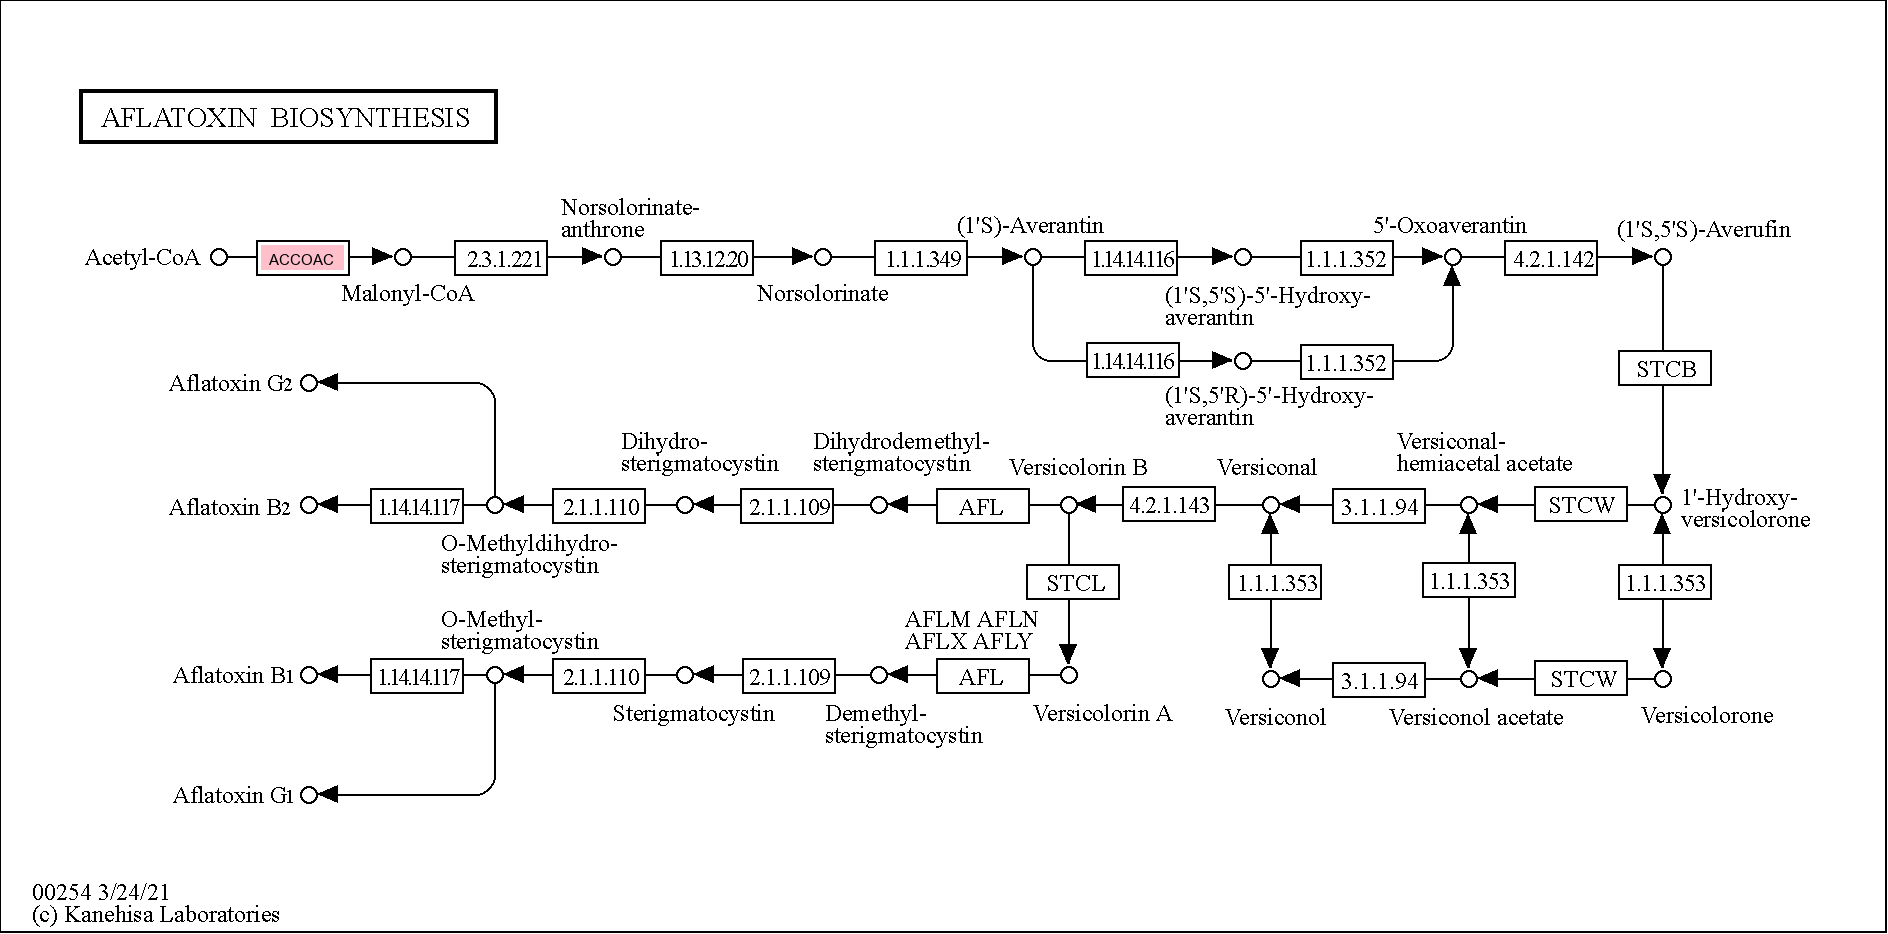 AFLATOXIN BIOSYNTHESIS
Norsolorinate-
anthrone
(1'S)-Averantin
5'-Oxoaverantin
(1'S,5'S)-Averufin
Acetyl-CoA
ACCOAC
2.3.1.221
1.13.12.20
1.1.1.349
1.14.14.116
1.1.1.352
4.2.1.142
Malonyl-CoA
Norsolorinate
(1'S,5'S)-5'-Hydroxy-
averantin
1.14.14.116
1.1.1.352
STCB
(1'S,5'R)-5'-Hydroxy-
averantin
Aflatoxin G2
Dihydro-
sterigmatocystin
Dihydrodemethyl-
sterigmatocystin
Versicolorin B
Versiconal
Versiconal-
hemiacetal acetate
Aflatoxin B2
1.14.14.117
2.1.1.110
2.1.1.109
AFL
4.2.1.143
3.1.1.94
STCW
1'-Hydroxy-
versicolorone
O-Methyldihydro-
sterigmatocystin
STCL
1.1.1.353
1.1.1.353
1.1.1.353
O-Methyl-
sterigmatocystin
AFLM AFLN
AFLX AFLY
Aflatoxin B1
1.14.14.117
2.1.1.110
2.1.1.109
AFL
3.1.1.94
STCW
Sterigmatocystin
Demethyl-
sterigmatocystin
Versicolorin A
Versiconol
Versiconol acetate
Versicolorone
Aflatoxin G1
00254 3/24/21
(c) Kanehisa Laboratories